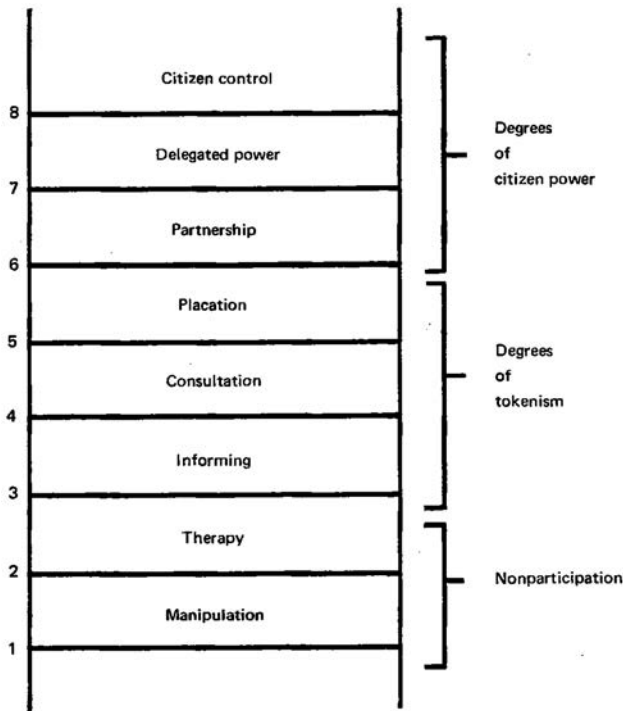 Citizen control
8
Delegated power
7
Partnership
6
Placation
5
Consultation
4
Informing
3
Therapy
2
Manipulation
1
Degrees
of
citizen power
Degrees
of
tokenism
Nonparticipation